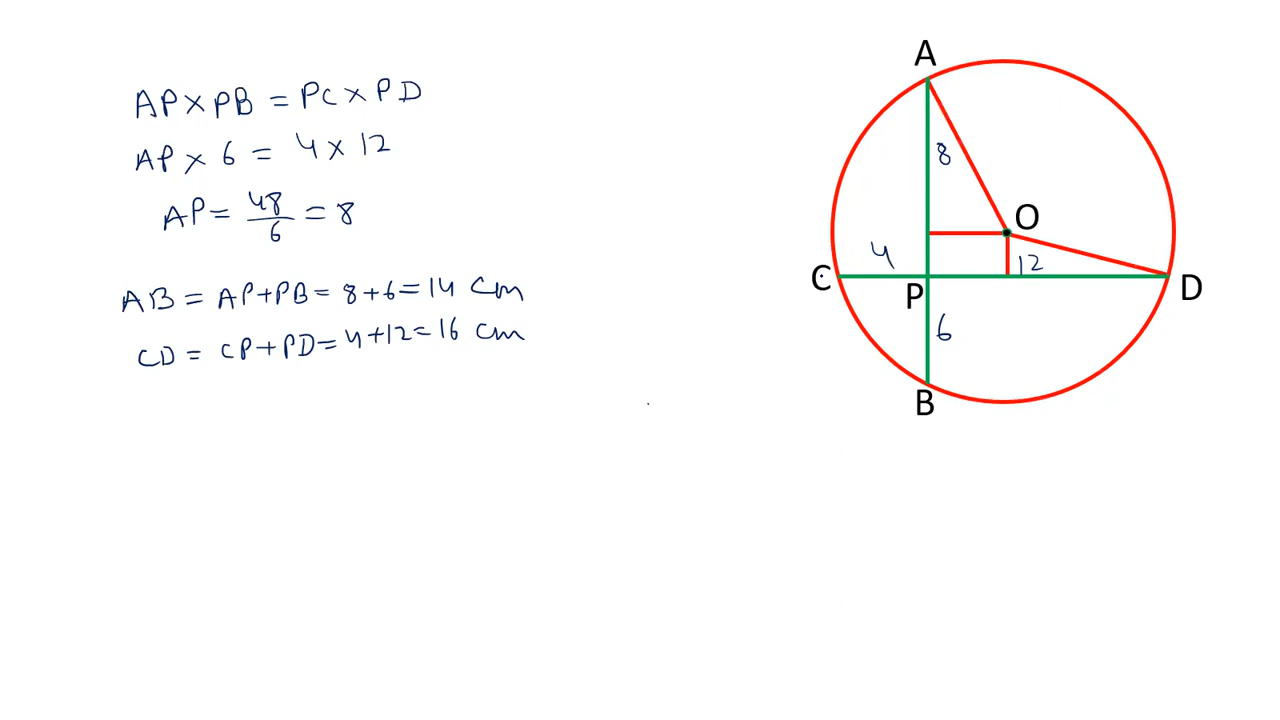 AP × PB = PC × PD
AP × 6 = 4 × 12
AP = 48/6 = 8
AB = AP + PB = 8 + 6 = 14 cm
CD = CP + PD = 4 + 12 = 16 cm
A
8
O
4
12
C
P
D
6
B